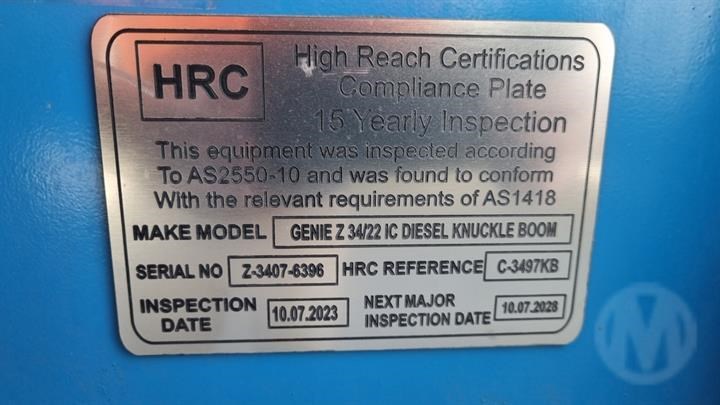 HRC
High Reach Certifications
Compliance Plate
15 Yearly Inspection
This equipment was inspected according
To AS2550-10 and was found to conform
With the relevant requirements of AS1418
MAKE MODEL GENIE Z 34/22 IC DIESEL KNUCKLE BOOM
SERIAL NO Z-3407-6396 HRC REFERENCE C-3497KB
INSPECTION DATE 10.07.2023
NEXT MAJOR INSPECTION DATE 10.07.2028
M